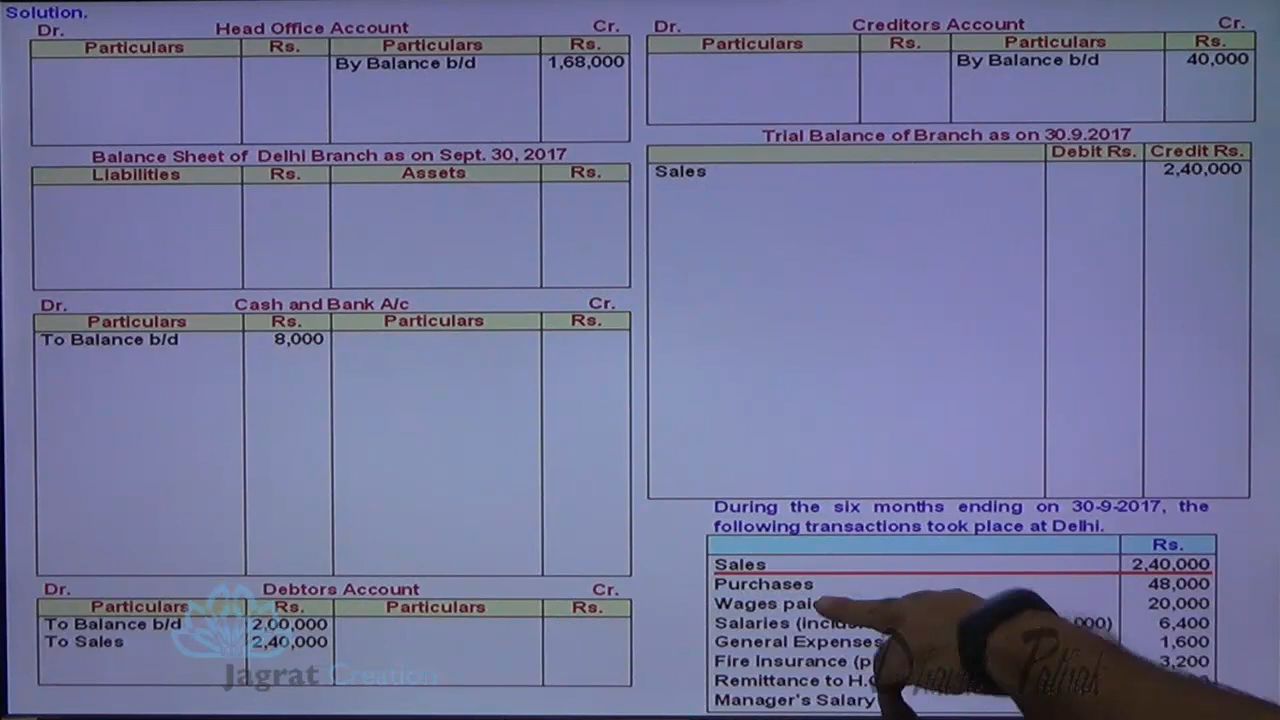 Solution.
Dr. Head Office Account Cr.
Particulars Rs. Particulars Rs.
By Balance b/d 1,68,000
Balance Sheet of Delhi Branch as on Sept. 30, 2017
Liabilities Rs. Assets Rs.
Dr. Cash and Bank A/c Cr.
Particulars Rs. Particulars Rs.
To Balance b/d 8,000
Dr. Debtors Account Cr.
Particulars Rs. Particulars Rs.
To Balance b/d 2,00,000
To Sales 2,40,000
Jagrat Creation
Dr. Creditors Account Cr.
Particulars Rs. Particulars Rs.
By Balance b/d 40,000
Trial Balance of Branch as on 30.9.2017
Debit Rs. Credit Rs.
Sales 2,40,000
During the six months ending on 30-9-2017, the
following transactions took place at Delhi.
Rs.
Sales 2,40,000
Purchases 48,000
Wages 20,000
Salaries 000) 6,400
General Expenses 1,600
Fire Insurance 3,200
Remittance to H.
Manager's Salary
Pathak